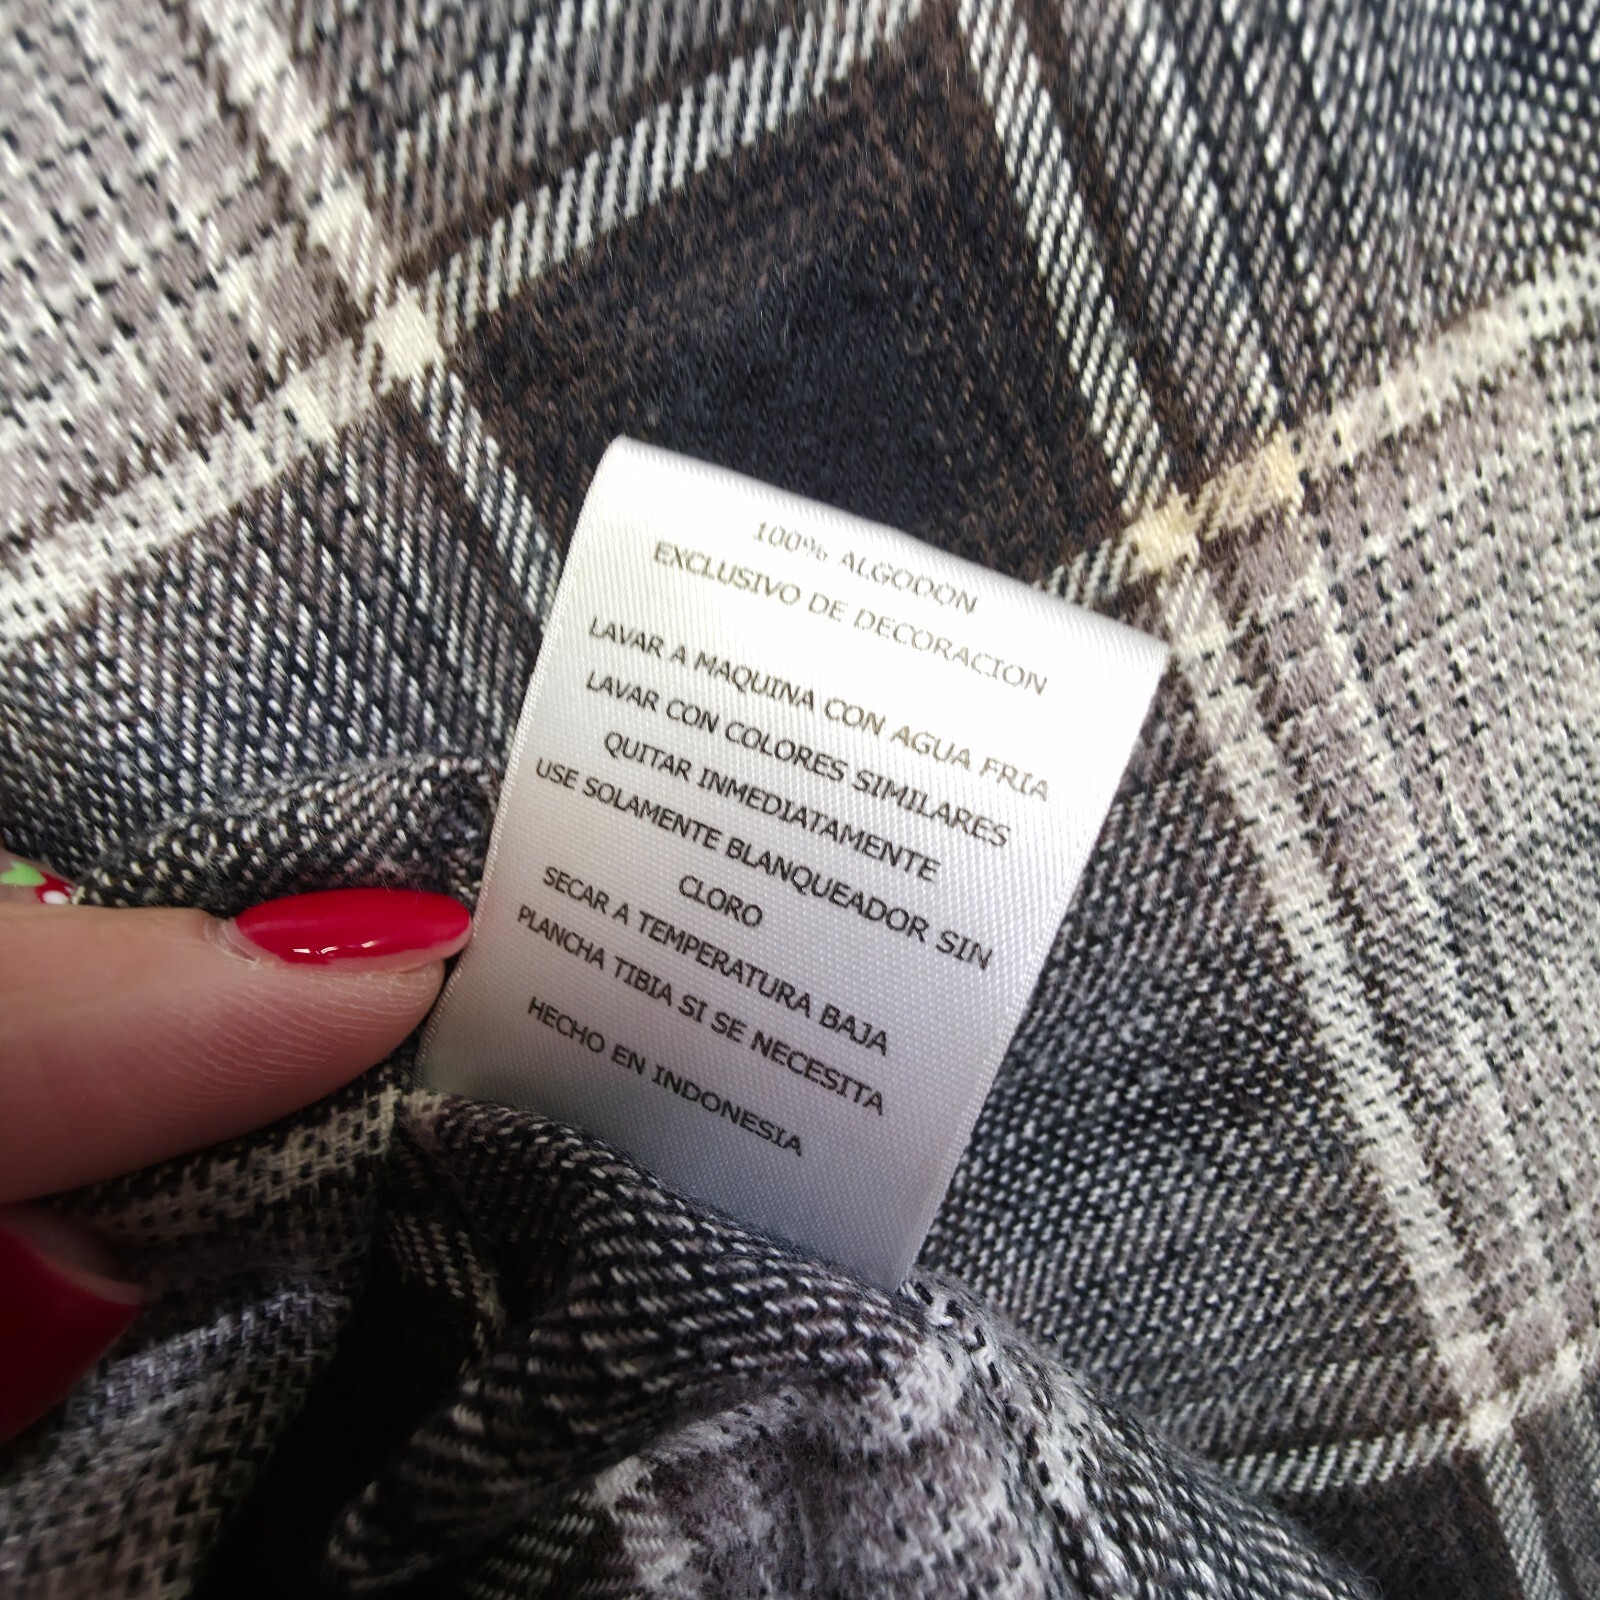 100% ALGODON
EXCLUSIVO DE DECORACION
LAVAR A MAQUINA CON AGUA FRIA
LAVAR CON COLORES SIMILARES
QUITAR INMEDIATAMENTE
USE SOLAMENTE BLANQUEADOR SIN
CLORO
SECAR A TEMPERATURA BAJA
PLANCHA TIBIA SI SE NECESITA
HECHO EN INDONESIA